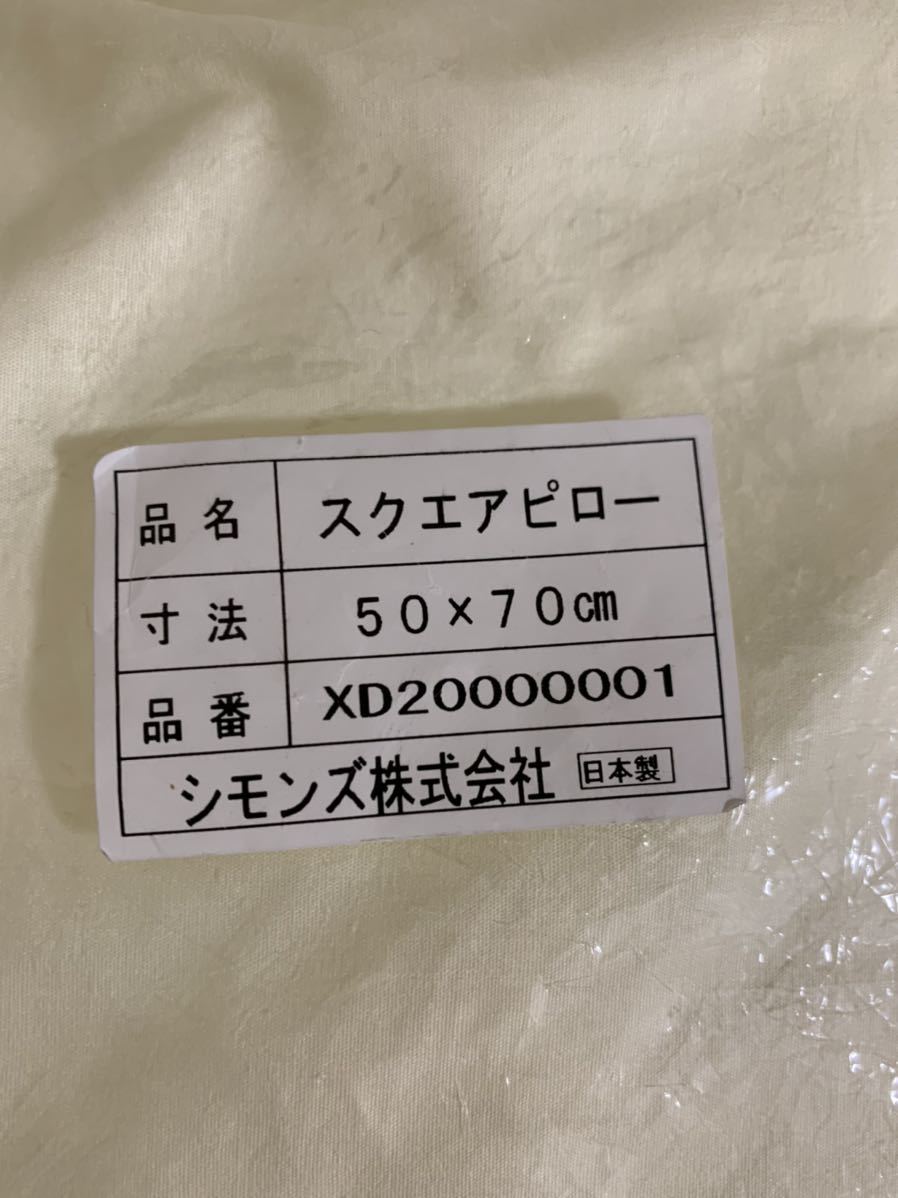 品名 スクエアピロー
寸法 50×70㎝
品番 XD20000001
シモンズ株式会社 日本製